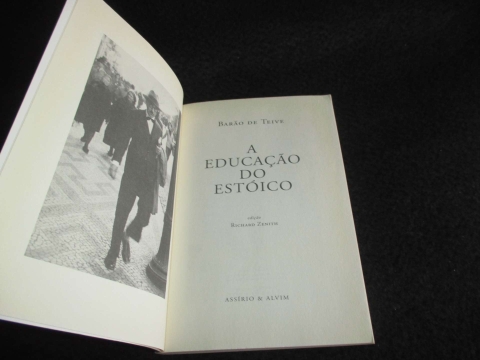 BARÃO DE TEIVE
A
EDUCAÇÃO
DO
ESTÓICO
edição
RICHARD ZENITH
ASSÍRIO & ALVIM